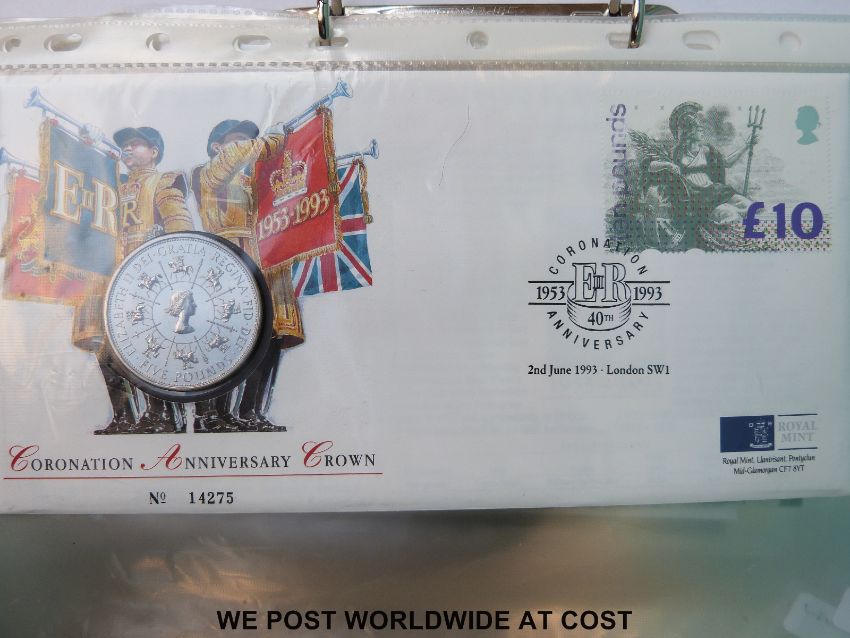 E II R
R
1953-1993
ELIZABETH II DEI GRATIA REGINA FID DEF
FIVE POUNDS
CORONATION ANNIVERSARY CROWN
Nº 14275
ten pounds
£10
CORONATION
1953 E II R 1993
40TH
ANNIVERSARY
2nd June 1993 · London SW1
ROYAL
MINT
Royal Mint, Llantrisant, Pontyclun
Mid-Glamorgan CF7 8YT
WE POST WORLDWIDE AT COST